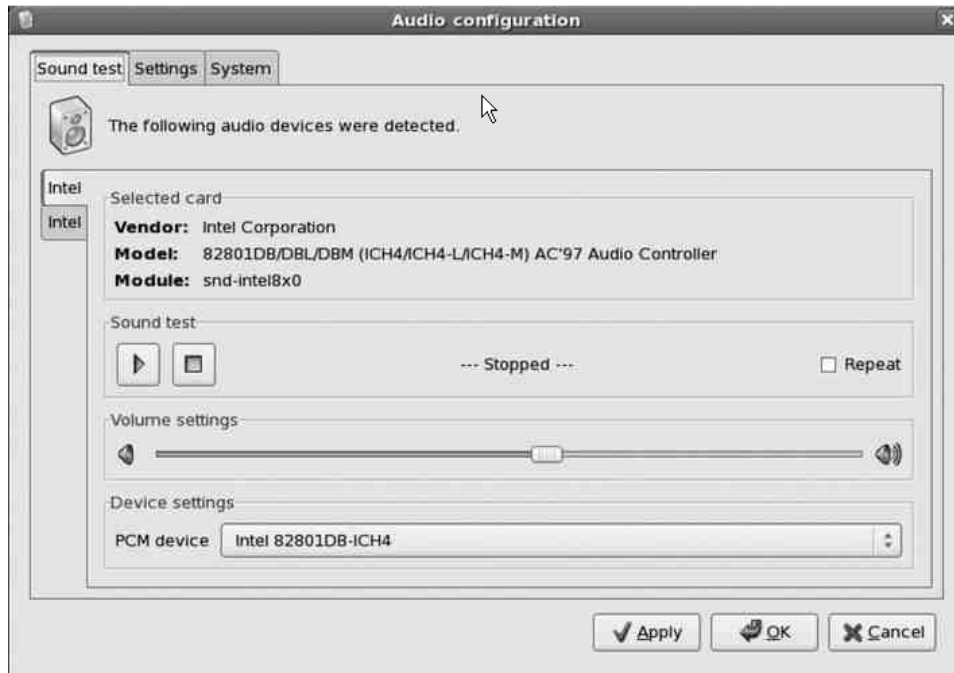 Audio configuration
Sound test Settings System
The following audio devices were detected.
Intel
Intel
Selected card
Vendor: Intel Corporation
Model: 82801DB/DBL/DBM (ICH4/ICH4-L/ICH4-M) AC'97 Audio Controller
Module: snd-intel8x0
Sound test
--- Stopped --- Repeat
Volume settings
Device settings
PCM device Intel 82801DB-ICH4
Apply OK Cancel